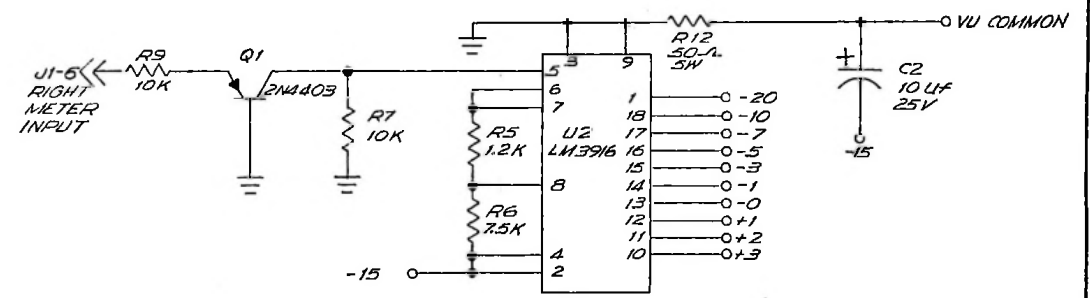 VU COMMON
R12
50Ω
5W
3
9
+
C2
10 UF
25V
-15
J1-6
RIGHT
METER
INPUT
R9
10K
Q1
2N4403
R7
10K
5
6
7
R5
1.2K
8
R6
7.5K
4
2
-15
U2
LM3916
1 -20
18 -10
17 -7
16 -5
15 -3
14 -1
13 -0
12 +1
11 +2
10 +3